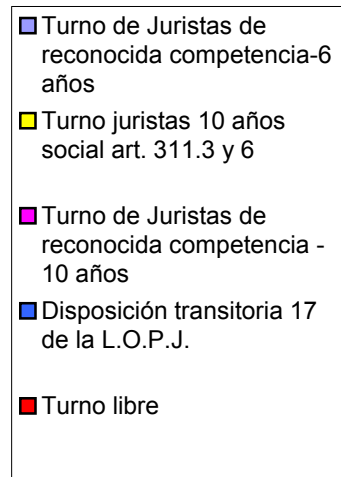 Turno de Juristas de
reconocida competencia-6
años
Turno juristas 10 años
social art. 311.3 y 6
Turno de Juristas de
reconocida competencia -
10 años
Disposición transitoria 17
de la L.O.P.J.
Turno libre